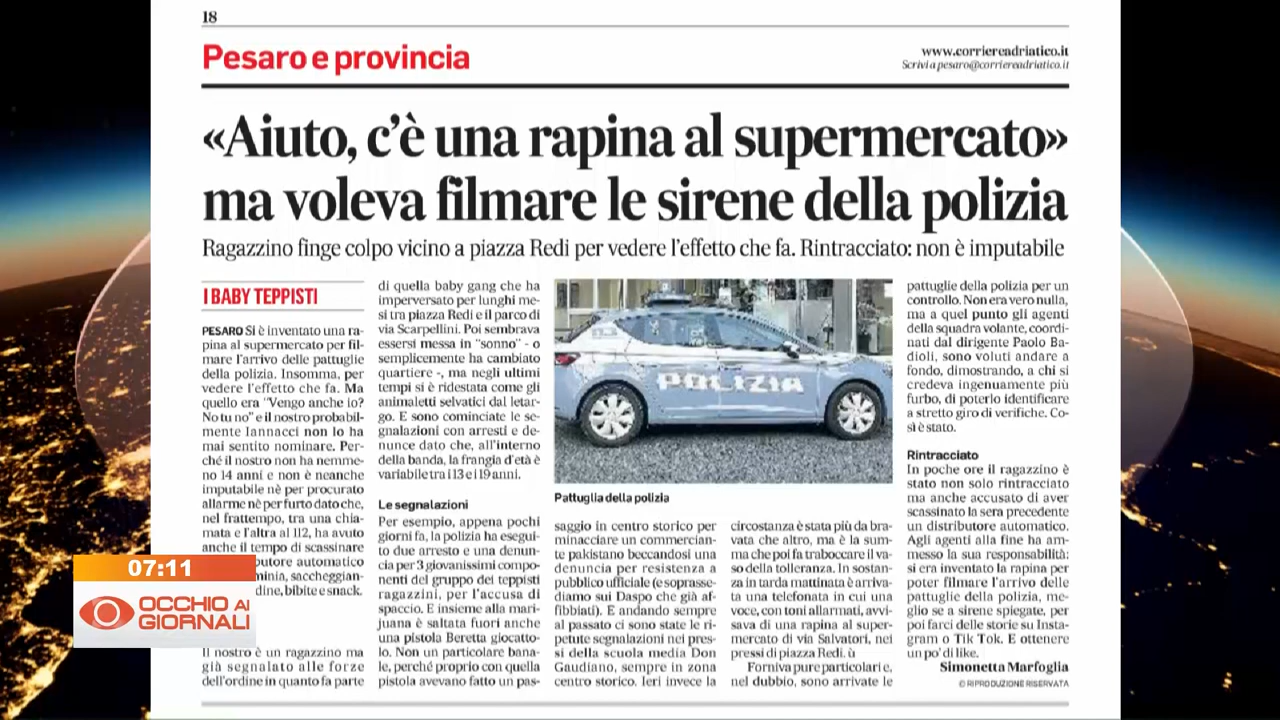 18
Pesaro e provincia
www.corriereadriatico.it
Scrivi a pesaro@corriereadriatico.it
«Aiuto, c'è una rapina al supermercato»
ma voleva filmare le sirene della polizia
Ragazzino finge colpo vicino a piazza Redi per vedere l'effetto che fa. Rintracciato: non è imputabile
I BABY TEPPISTI
PESARO Si è inventato una ra-
pina al supermercato per fil-
mare l'arrivo delle pattuglie
della polizia. Insomma, per
vedere l'effetto che fa. Ma
quello era "Vengo anche io?
No tu no" e il nostro probabil-
mente Iannacci non lo ha
mai sentito nominare. Per-
ché il nostro non ha nemme-
no 14 anni e non è neanche
imputabile nè per procurato
allarme nè per furto dato che,
nel frattempo, tra una chia-
mata e l'altra al 112, ha avuto
anche il tempo di scassinare
butore automatico
minia, saccheggian-
dine, bibite e snack.
Il nostro è un ragazzino ma
già segnalato alle forze
dell'ordine in quanto fa parte
di quella baby gang che ha
imperversato per lunghi me-
si tra piazza Redi e il parco di
via Scarpellini. Poi sembrava
essersi messa in "sonno" - o
semplicemente ha cambiato
quartiere -, ma negli ultimi
tempi si è ridestata come gli
animaletti selvatici dal letar-
go. E sono cominciate le se-
gnalazioni con arresti e de-
nunce dato che, all'interno
della banda, la frangia d'età è
variabile tra i 13 e i 19 anni.
Le segnalazioni
Per esempio, appena pochi
giorni fa, la polizia ha esegui-
to due arresto e una denun-
cia per 3 giovanissimi compo-
nenti del gruppo dei teppisti
ragazzini, per l'accusa di
spaccio. E insieme alla mari-
juana è saltata fuori anche
una pistola Beretta giocatto-
lo. Non un particolare bana-
le, perché proprio con quella
pistola avevano fatto un pas-
POLIZIA
Pattuglia della polizia
saggio in centro storico per
minacciare un commercian-
te pakistano beccandosi una
denuncia per resistenza a
pubblico ufficiale (e soprasse-
diamo sui Daspo che già af-
fibbiati). E andando sempre
al passato ci sono state le ri-
petute segnalazioni nei pres-
si della scuola media Don
Gaudiano, sempre in zona
centro storico. Ieri invece la
circostanza è stata più da bra-
vata che altro, ma è la som-
ma che poi fa traboccare il va-
so della tolleranza. In sostan-
za in tarda mattinata è arriva-
ta una telefonata in cui una
voce, con toni allarmati, avvi-
sava di una rapina al super-
mercato di via Salvatori, nei
pressi di piazza Redi. ù
Forniva pure particolari e,
nel dubbio, sono arrivate le
pattuglie della polizia per un
controllo. Non era vero nulla,
ma a quel punto gli agenti
della squadra volante, coordi-
nati dal dirigente Paolo Ba-
dioli, sono voluti andare a
fondo, dimostrando, a chi si
credeva ingenuamente più
furbo, di poterlo identificare
a stretto giro di verifiche. Co-
sì è stato.
Rintracciato
In poche ore il ragazzino è
stato non solo rintracciato
ma anche accusato di aver
scassinato la sera precedente
un distributore automatico.
Agli agenti alla fine ha am-
messo la sua responsabilità:
si era inventato la rapina per
poter filmare l'arrivo delle
pattuglie della polizia, me-
glio se a sirene spiegate, per
poi farci delle storie su Insta-
gram o Tik Tok. E ottenere
un po' di like.
Simonetta Marfoglia
© RIPRODUZIONE RISERVATA
07:11
OCCHIO AI
GIORNALI